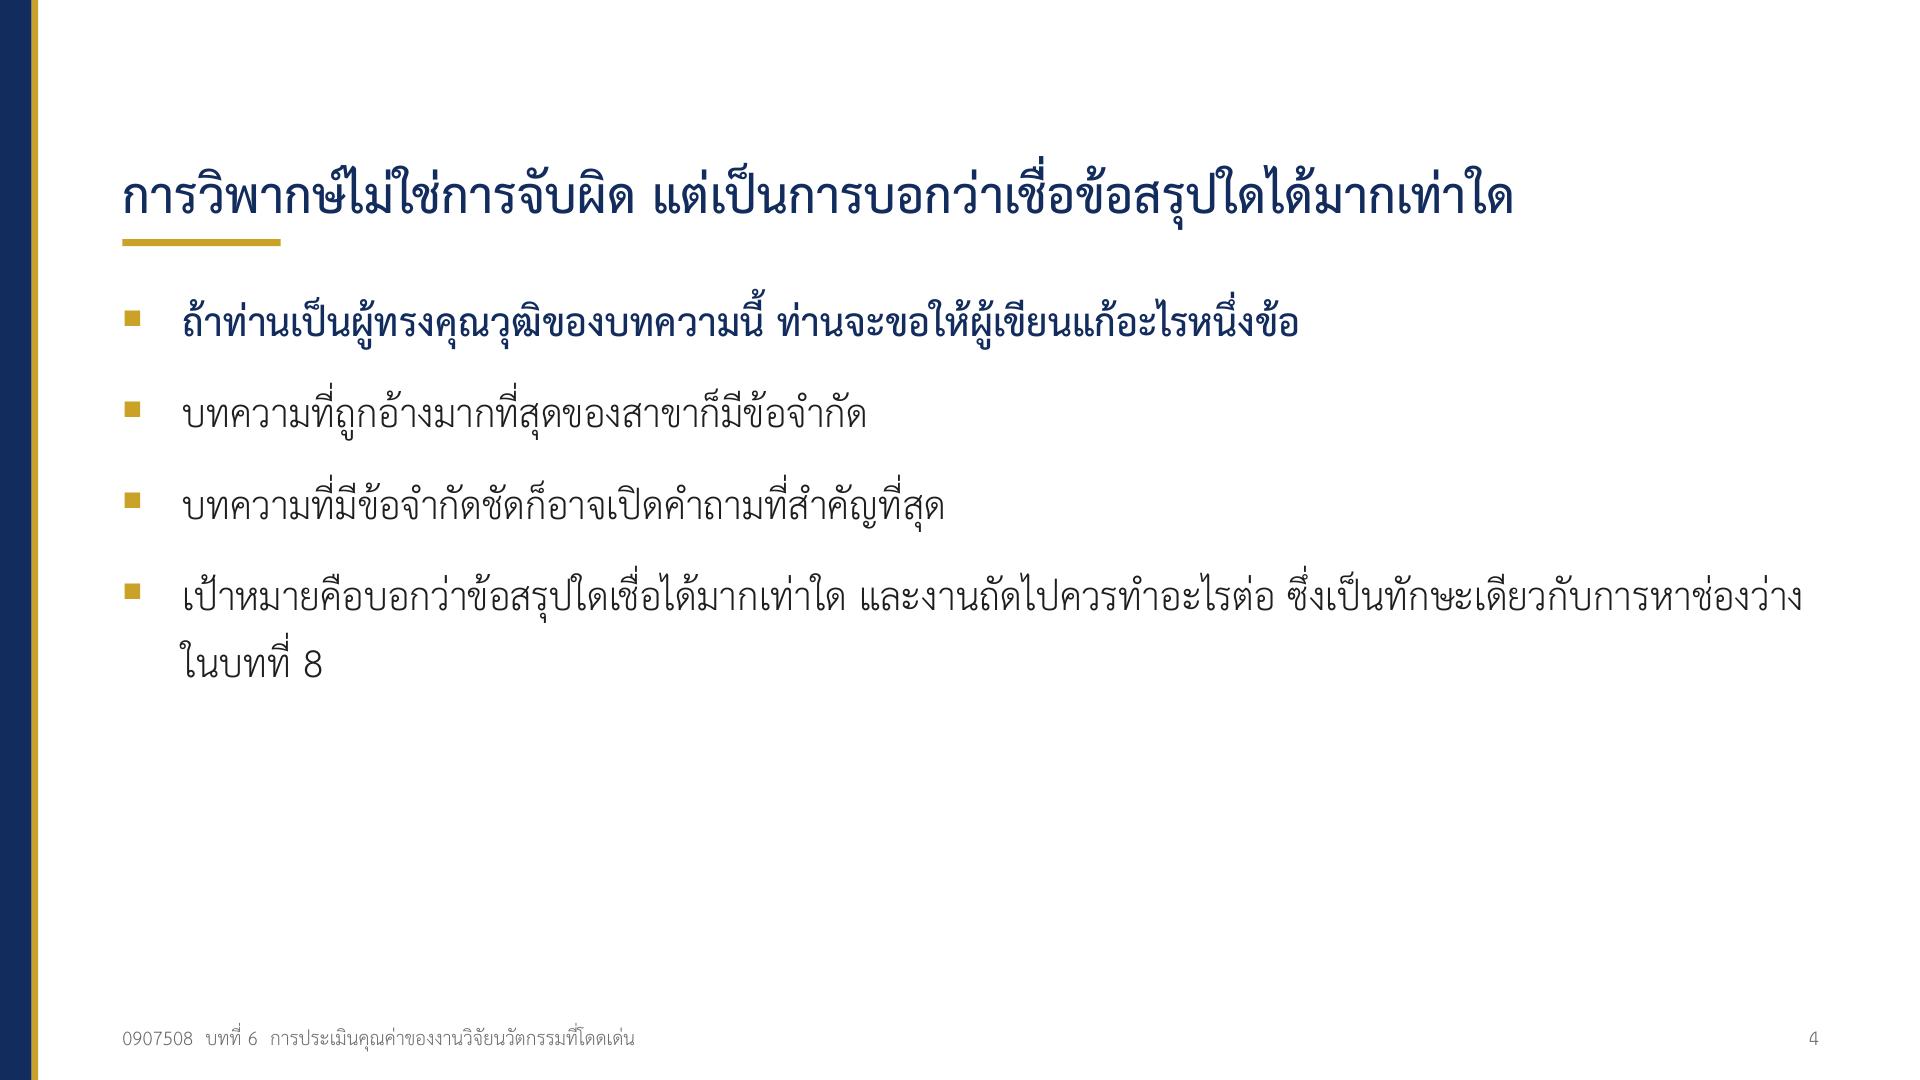 การวิพากษ์ไม่ใช่การจับผิด แต่เป็นการบอกว่าเชื่อข้อสรุปใดได้มากเท่าใด
ถ้าท่านเป็นผู้ทรงคุณวุฒิของบทความนี้ ท่านจะขอให้ผู้เขียนแก้อะไรหนึ่งข้อ
บทความที่ถูกอ้างมากที่สุดของสาขาก็มีข้อจำกัด
บทความที่มีข้อจำกัดชัดก็อาจเปิดคำถามที่สำคัญที่สุด
เป้าหมายคือบอกว่าข้อสรุปใดเชื่อได้มากเท่าใด และงานถัดไปควรทำอะไรต่อ ซึ่งเป็นทักษะเดียวกับการหาช่องว่าง
ในบทที่ 8
0907508 บทที่ 6 การประเมินคุณค่าของงานวิจัยนวัตกรรมที่โดดเด่น
4